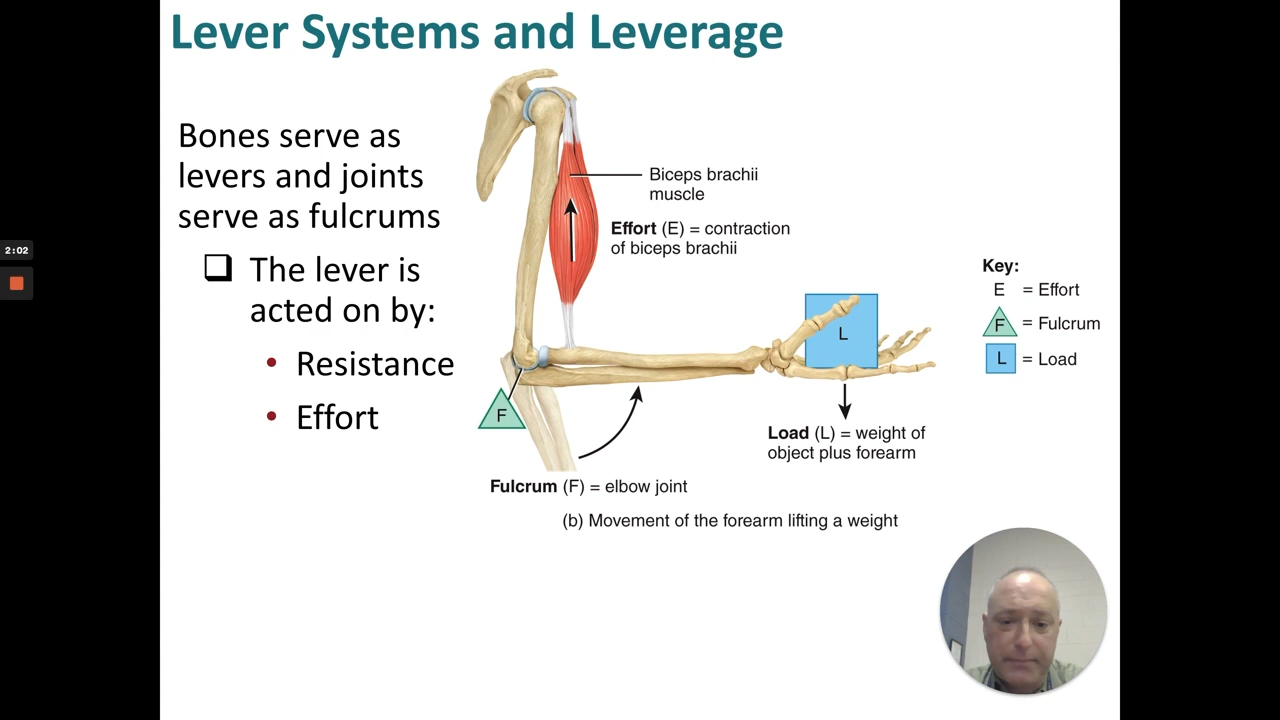 Lever Systems and Leverage
Bones serve as
levers and joints
serve as fulcrums
❑ The lever is
acted on by:
• Resistance
• Effort
2:02
Biceps brachii
muscle
Effort (E) = contraction
of biceps brachii
L
F
Load (L) = weight of
object plus forearm
Fulcrum (F) = elbow joint
(b) Movement of the forearm lifting a weight
Key:
E = Effort
F = Fulcrum
L = Load